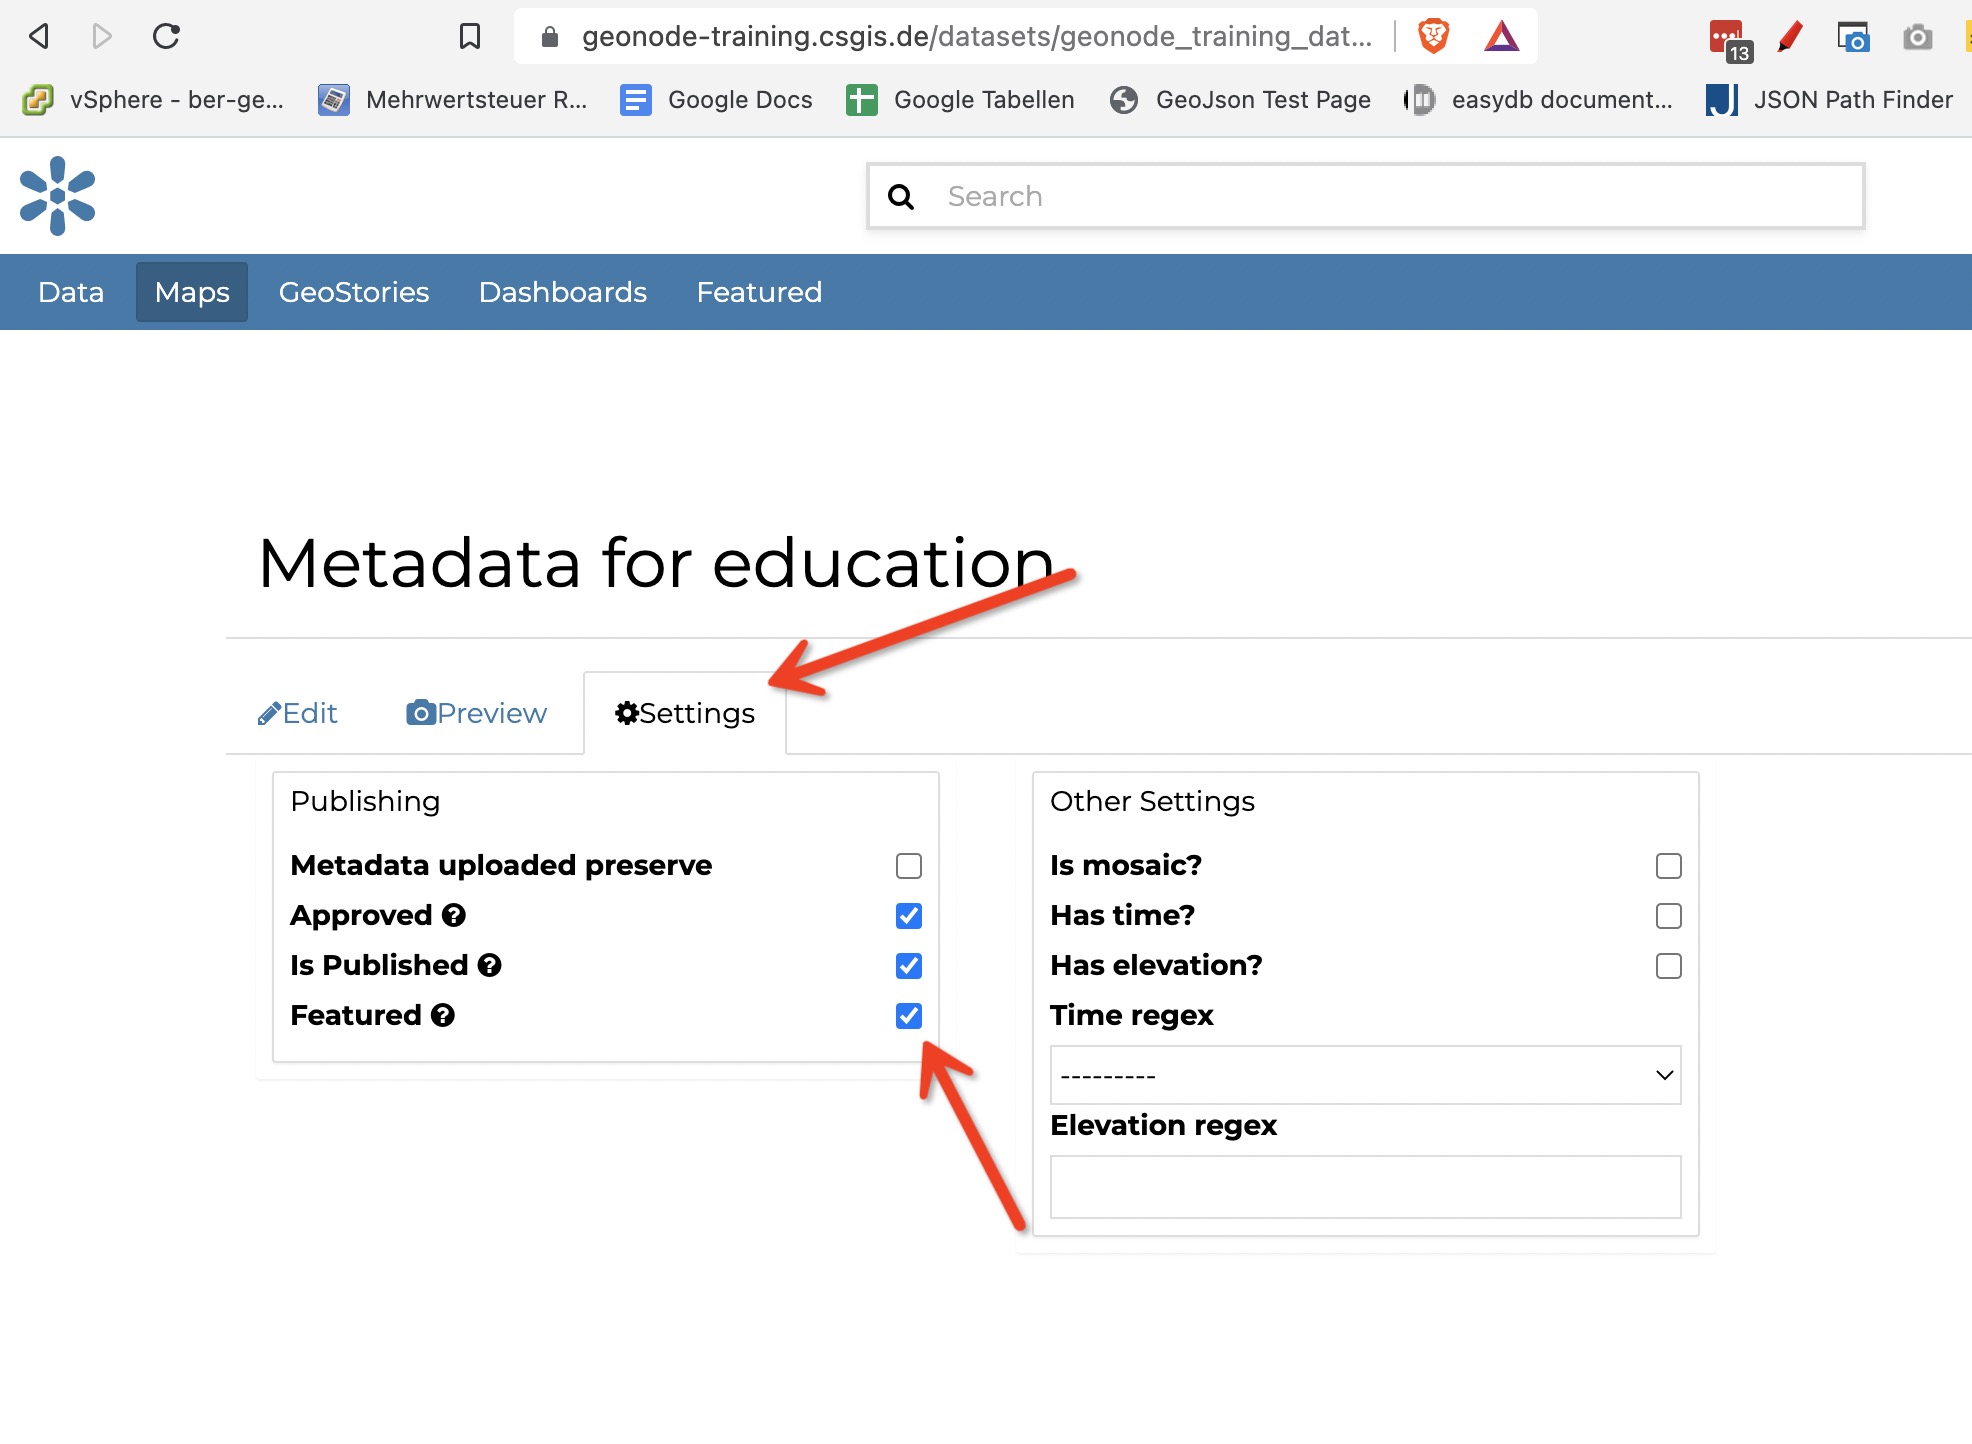 geonode-training.csgis.de/datasets/geonode_training_dat...
13
vSphere - ber-ge...
Mehrwertsteuer R...
Google Docs
Google Tabellen
GeoJson Test Page
easydb document...
JSON Path Finder
Search
Data
Maps
GeoStories
Dashboards
Featured
Metadata for education
Edit
Preview
Settings
Publishing
Metadata uploaded preserve
Approved ?
Is Published ?
Featured ?
Other Settings
Is mosaic?
Has time?
Has elevation?
Time regex
---------
Elevation regex